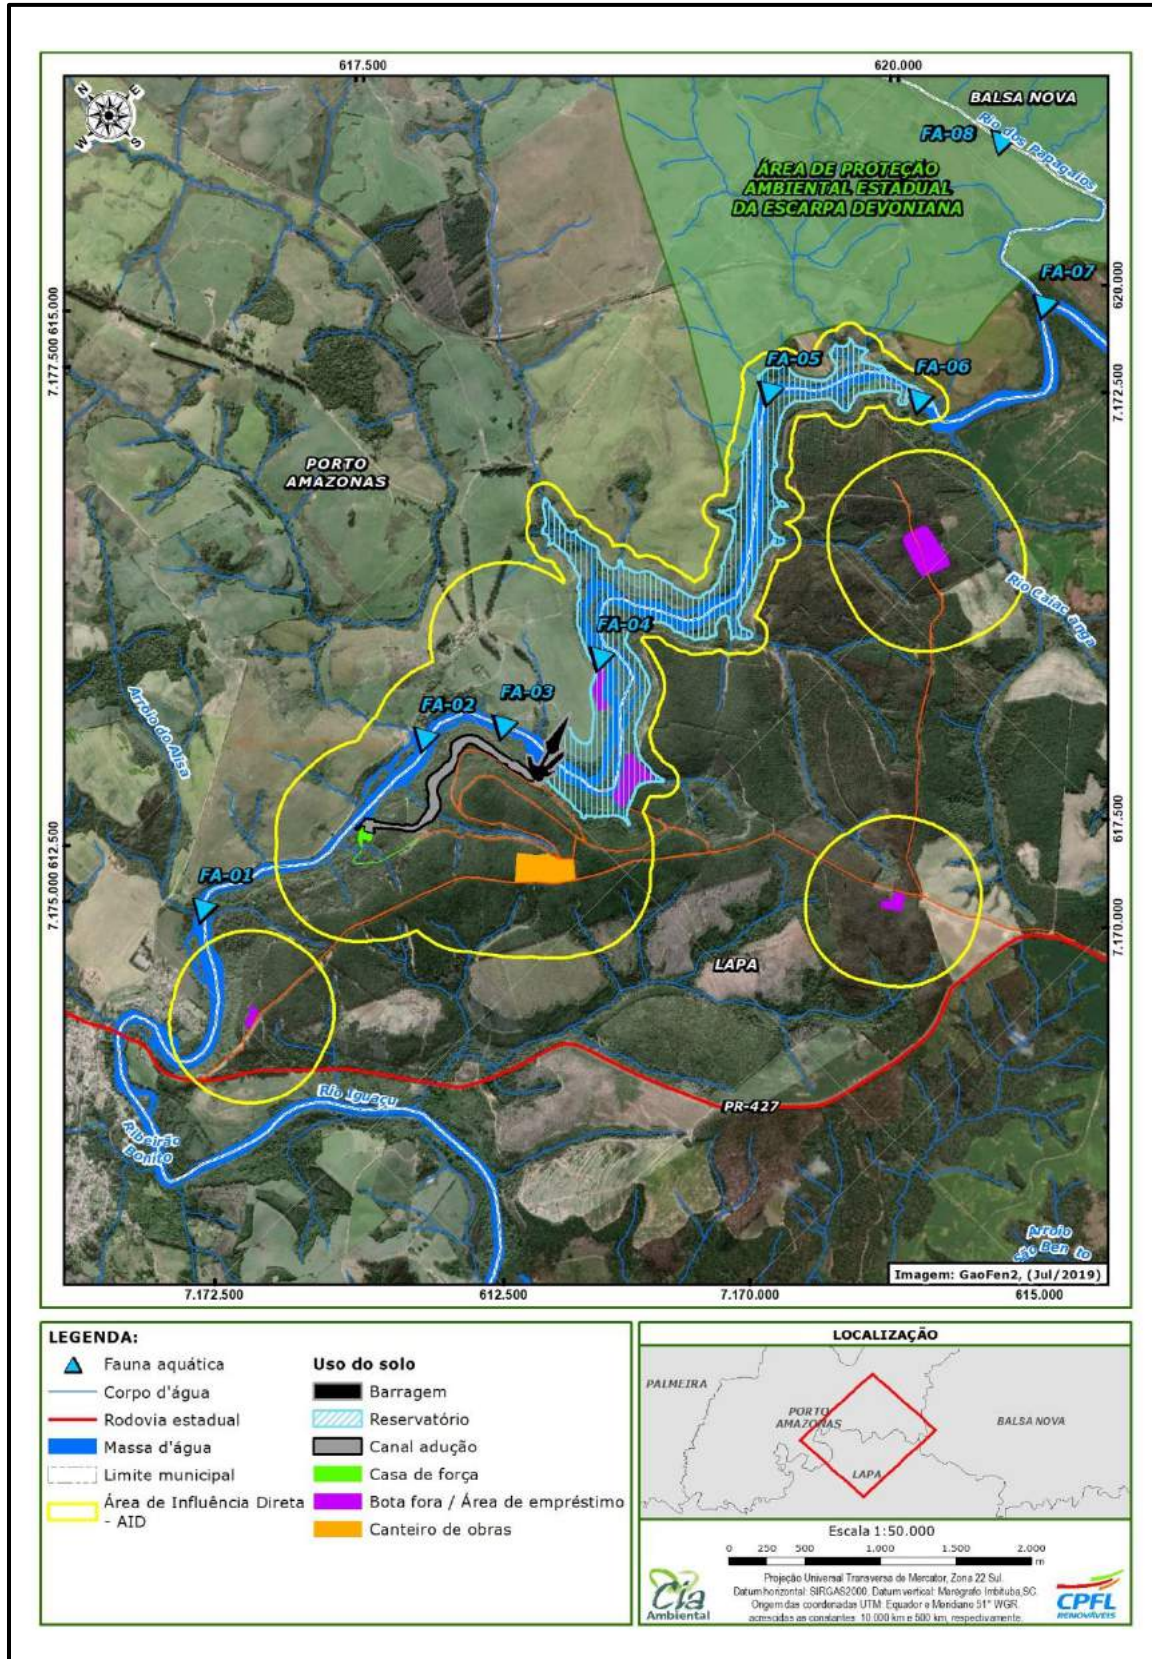 617.500
620.000
N
E
W
S
BALSA NOVA
FA-08
Rio dos Papagaios
ÁREA DE PROTEÇÃO
AMBIENTAL ESTADUAL
DA ESCARPA DEVONIANA
FA-07
615.000
620.000
7.177.500
7.172.500
FA-05
FA-06
PORTO
AMAZONAS
Rio Caiac anga
FA-04
FA-03
FA-02
Arroio do Alisa
612.500
617.500
FA-01
7.175.000
7.170.000
LAPA
PR-427
Rio Iguaçu
Ribeirão
Bonito
Arroio
São Ben to
Imagem: GaoFen2, (Jul/2019)
7.172.500
612.500
7.170.000
615.000
LEGENDA:
Fauna aquática
Corpo d'água
Rodovia estadual
Massa d'água
Limite municipal
Área de Influência Direta
- AID
Uso do solo
Barragem
Reservatório
Canal adução
Casa de força
Bota fora / Área de empréstimo
Canteiro de obras
LOCALIZAÇÃO
PALMEIRA
PORTO
AMAZONAS
BALSA NOVA
LAPA
Escala 1:50.000
0 250 500 1.000 1.500 2.000
m
Projeção Universal Transversa de Mercator, Zona 22 Sul.
Datum horizontal: SIRGAS2000, Datum vertical: Marégrafo Imbituba,SC.
Origem das coordenadas UTM: Equador e Meridiano 51° WGR.
acrescidas as constantes 10.000 km e 500 km, respectivamente.
Cia
Ambiental
CPFL
RENOVÁVEIS